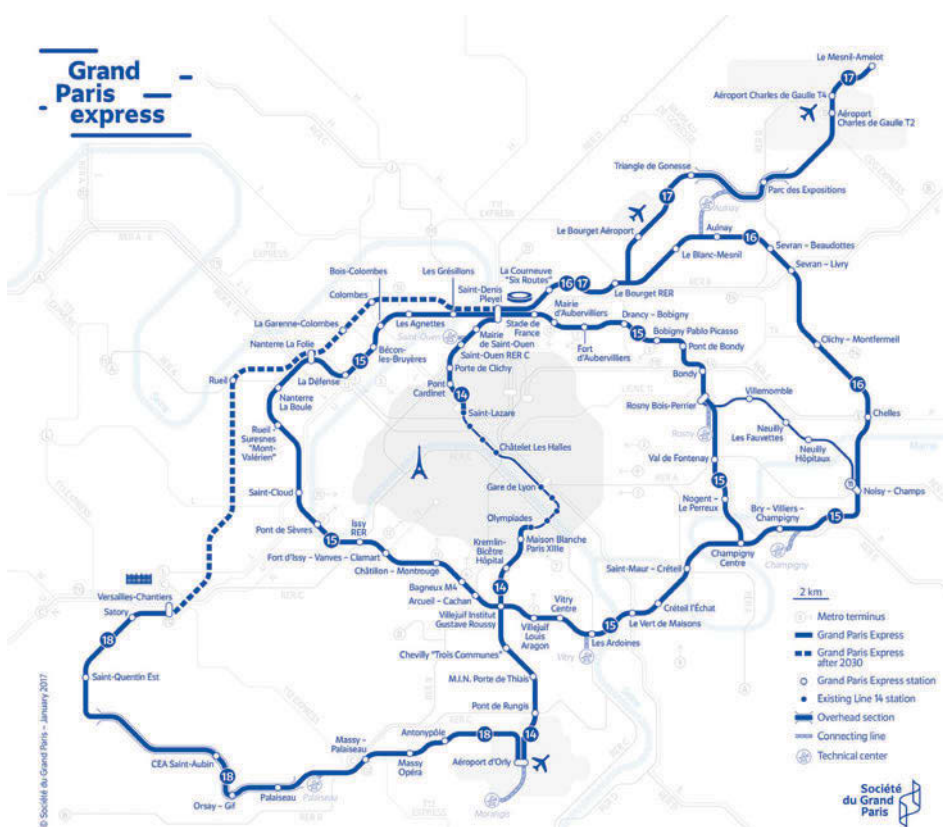 Grand
Paris
express
Le Mesnil-Amelot
17
Aéroport Charles de Gaulle T4
Aéroport
Charles de Gaulle T2
Triangle de Gonesse
Parc des Expositions
17
Aulnay
Le Bourget Aéroport
Aulnay
16
Sevran – Beaudottes
Le Blanc-Mesnil
Sevran – Livry
Bois-Colombes
Les Grésillons
La Courneuve
"Six Routes"
16
17
Le Bourget RER
Colombes
Saint-Denis
Pleyel
La Garenne-Colombes
Les Agnettes
Saint-Ouen
Mairie
de Saint-Ouen
Stade de
France
Mairie
d'Aubervilliers
Drancy – Bobigny
15
Bobigny Pablo Picasso
Fort
d'Aubervilliers
Pont de Bondy
Clichy – Montfermeil
Nanterre La Folie
15
Bécon-
les-Bruyères
Saint-Ouen RER C
Porte de Clichy
Bondy
La Défense
Rueil
Nanterre
La Boule
Pont
Cardinet
14
Saint-Lazare
Rosny Bois-Perrier
Villemomble
16
Chelles
Rueil -
Suresnes
"Mont-
Valérien"
Châtelet Les Halles
Rosny
Neuilly
Les Fauvettes
Neuilly
Hôpitaux
Val de Fontenay
Gare de Lyon
15
11
Noisy – Champs
Saint-Cloud
Nogent –
Le Perreux
Bry – Villiers –
Champigny
15
Pont de Sèvres
15
Issy
RER
Olympiades
Maison Blanche
Paris XIIIe
Kremlin-
Bicêtre
Hôpital
Fort d'Issy – Vanves – Clamart
Châtillon – Montrouge
Champigny
Centre
Champigny
Saint-Maur – Créteil
Bagneux M4
14
Arcueil – Cachan
Villejuif Institut
Gustave Roussy
Vitry
Centre
Créteil l'Échat
15
Le Vert de Maisons
Villejuif
Louis
Aragon
Les Ardoines
Vitry
Versailles-Chantiers
Satory
18
Chevilly "Trois Communes"
M.I.N. Porte de Thiais
Saint-Quentin Est
Pont de Rungis
Antonypôle
18
14
Massy –
Palaiseau
Massy
Opéra
Aéroport d'Orly
CEA Saint-Aubin
18
Orsay – Gif
Palaiseau
Palaiseau
Morangis
2 km
Metro terminus
Grand Paris Express
Grand Paris Express
after 2030
Grand Paris Express station
Existing Line 14 station
Overhead section
Connecting line
Technical center
Société
du Grand
Paris
© Société du Grand Paris – January 2017